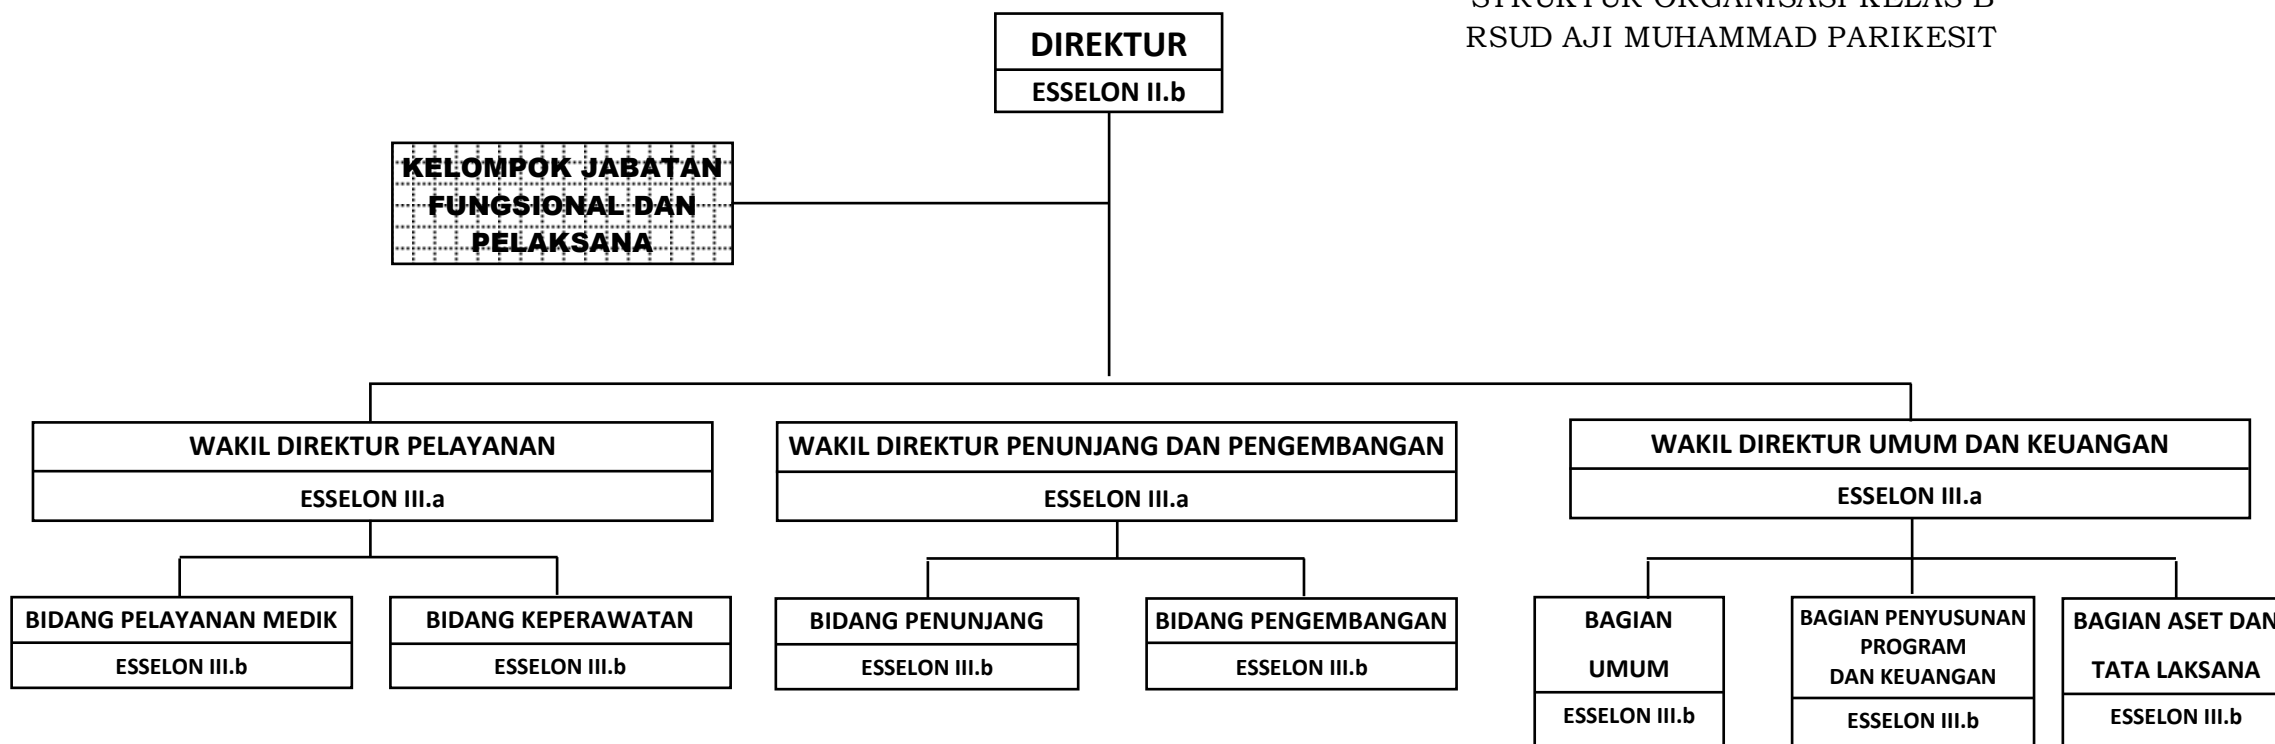 STRUKTUR ORGANISASI KELAS B
RSUD AJI MUHAMMAD PARIKESIT
DIREKTUR
ESSELON II.b
KELOMPOK JABATAN
FUNGSIONAL DAN
PELAKSANA
WAKIL DIREKTUR PELAYANAN
ESSELON III.a
WAKIL DIREKTUR PENUNJANG DAN PENGEMBANGAN
ESSELON III.a
WAKIL DIREKTUR UMUM DAN KEUANGAN
ESSELON III.a
BIDANG PELAYANAN MEDIK
ESSELON III.b
BIDANG KEPERAWATAN
ESSELON III.b
BIDANG PENUNJANG
ESSELON III.b
BIDANG PENGEMBANGAN
ESSELON III.b
BAGIAN
UMUM
ESSELON III.b
BAGIAN PENYUSUNAN
PROGRAM
DAN KEUANGAN
ESSELON III.b
BAGIAN ASET DAN
TATA LAKSANA
ESSELON III.b